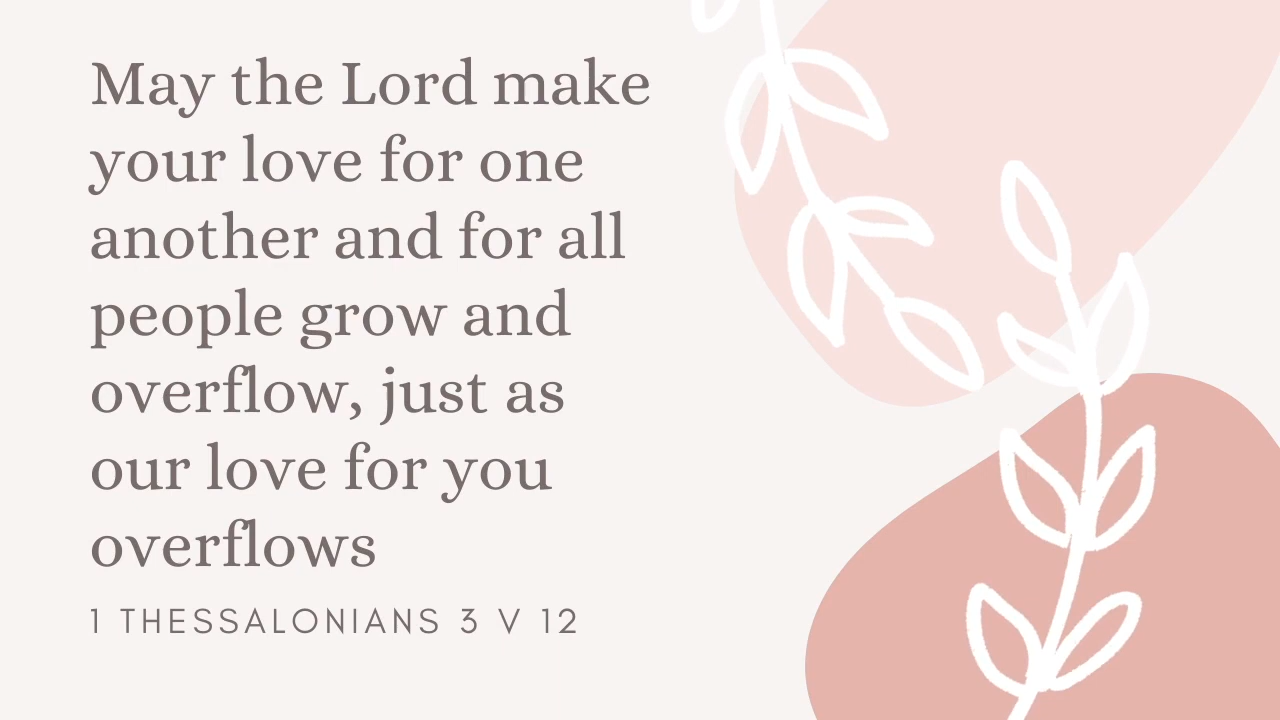 May the Lord make
your love for one
another and for all
people grow and
overflow, just as
our love for you
overflows
1 THESSALONIANS 3 V 12